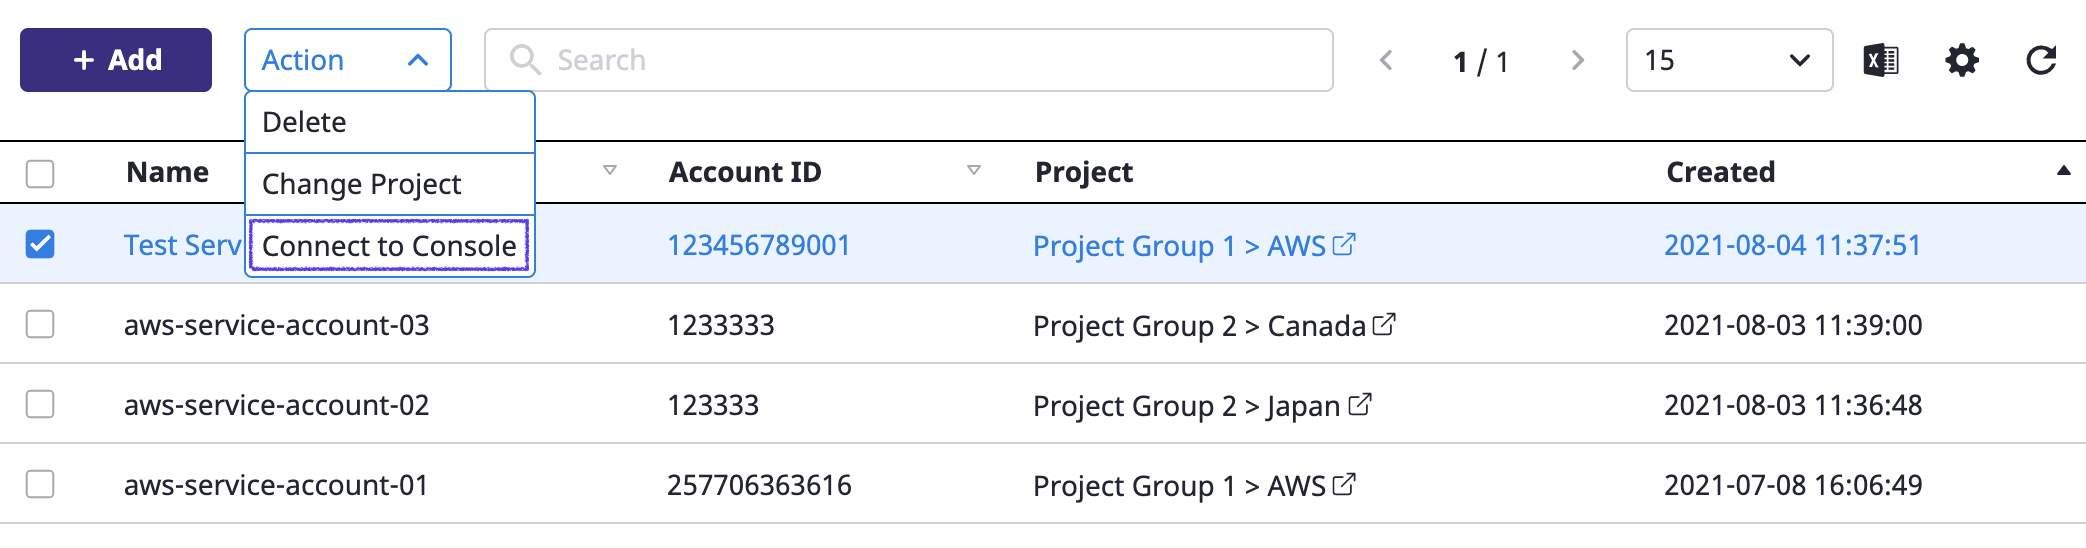 + Add Action Search 1 / 1 15
Delete
Name Account ID Project Created
Change Project
Test Serv 123456789001 Project Group 1 > AWS 2021-08-04 11:37:51
Connect to Console
aws-service-account-03 1233333 Project Group 2 > Canada 2021-08-03 11:39:00
aws-service-account-02 123333 Project Group 2 > Japan 2021-08-03 11:36:48
aws-service-account-01 257706363616 Project Group 1 > AWS 2021-07-08 16:06:49